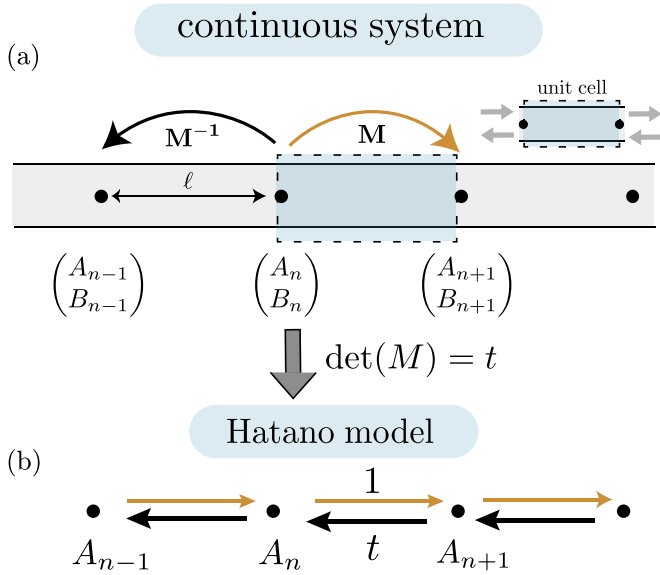 continuous system
(a)
unit cell
M⁻¹
M
ℓ
(Aₙ₋₁ Bₙ₋₁) (Aₙ Bₙ) (Aₙ₊₁ Bₙ₊₁)
det(M) = t
Hatano model
(b)
1
t
Aₙ₋₁ Aₙ Aₙ₊₁